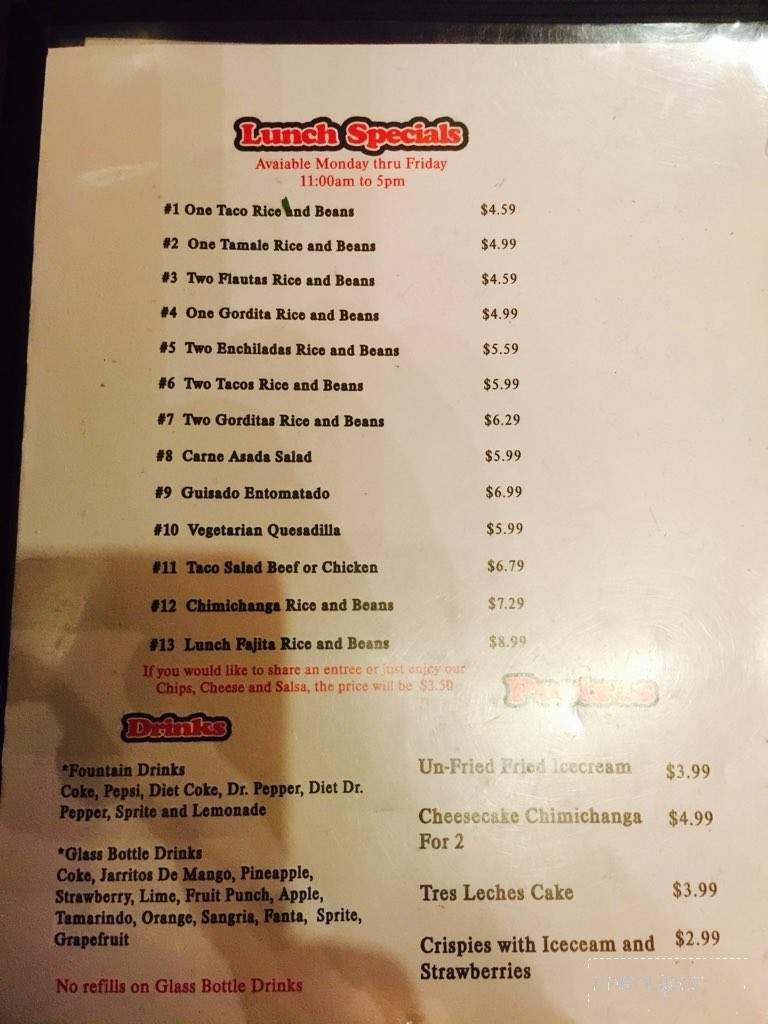 Lunch Specials
Avaiable Monday thru Friday
11:00am to 5pm
#1 One Taco Rice and Beans $4.59
#2 One Tamale Rice and Beans $4.99
#3 Two Flautas Rice and Beans $4.59
#4 One Gordita Rice and Beans $4.99
#5 Two Enchiladas Rice and Beans $5.59
#6 Two Tacos Rice and Beans $5.99
#7 Two Gorditas Rice and Beans $6.29
#8 Carne Asada Salad $5.99
#9 Guisado Entomatado $6.99
#10 Vegetarian Quesadilla $5.99
#11 Taco Salad Beef or Chicken $6.79
#12 Chimichanga Rice and Beans $7.29
#13 Lunch Fajita Rice and Beans $8.99
If you would like to share an entree or just enjoy our
Chips, Cheese and Salsa, the price will be $3.50
Drinks
*Fountain Drinks
Coke, Pepsi, Diet Coke, Dr. Pepper, Diet Dr.
Pepper, Sprite and Lemonade
*Glass Bottle Drinks
Coke, Jarritos De Mango, Pineapple,
Strawberry, Lime, Fruit Punch, Apple,
Tamarindo, Orange, Sangria, Fanta, Sprite,
Grapefruit
No refills on Glass Bottle Drinks
Un-Fried Fried Icecream $3.99
Cheesecake Chimichanga $4.99
For 2
Tres Leches Cake $3.99
Crispies with Iceceam and $2.99
Strawberries